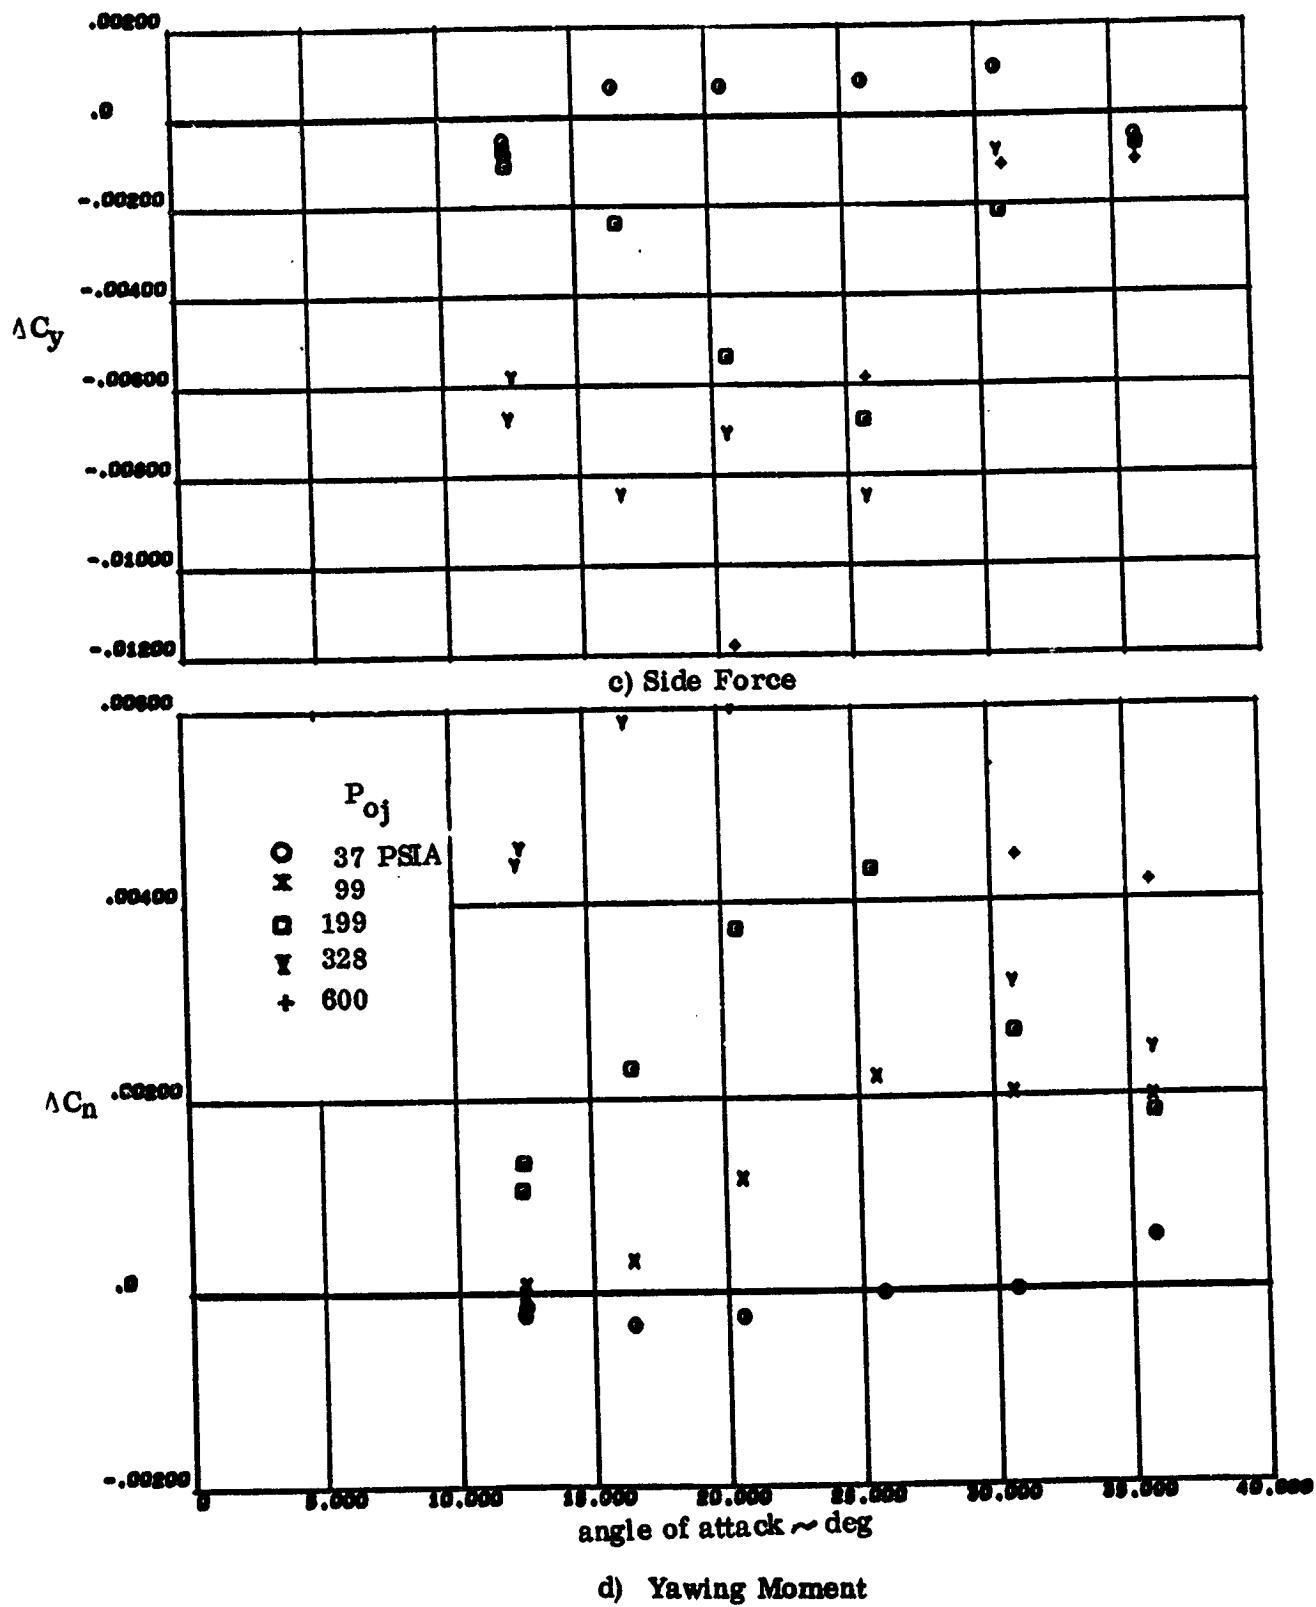 .00200
.0
-.00200
-.00400
ΔCy
-.00600
-.00800
-.01000
-.01200
c) Side Force
.00600
Poj
37 PSIA
99
.00400
199
328
600
ΔCn .00200
.0
-.00200
0 5.000 10.000 15.000 20.000 25.000 30.000 35.000 40.000
angle of attack ~ deg
d) Yawing Moment